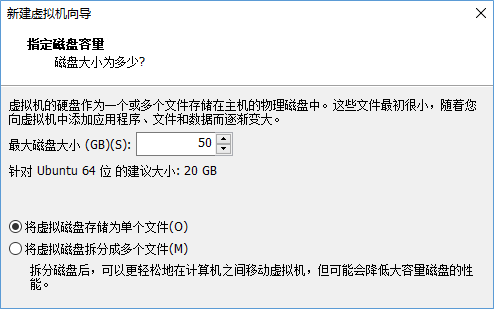 新建虚拟机向导
指定磁盘容量
磁盘大小为多少?
虚拟机的硬盘作为一个或多个文件存储在主机的物理磁盘中。这些文件最初很小，随着您
向虚拟机中添加应用程序、文件和数据而逐渐变大。
最大磁盘大小 (GB)(S): 50
针对 Ubuntu 64 位 的建议大小: 20 GB
将虚拟磁盘存储为单个文件(O)
将虚拟磁盘拆分成多个文件(M)
拆分磁盘后，可以更轻松地在计算机之间移动虚拟机，但可能会降低大容量磁盘的性
能。